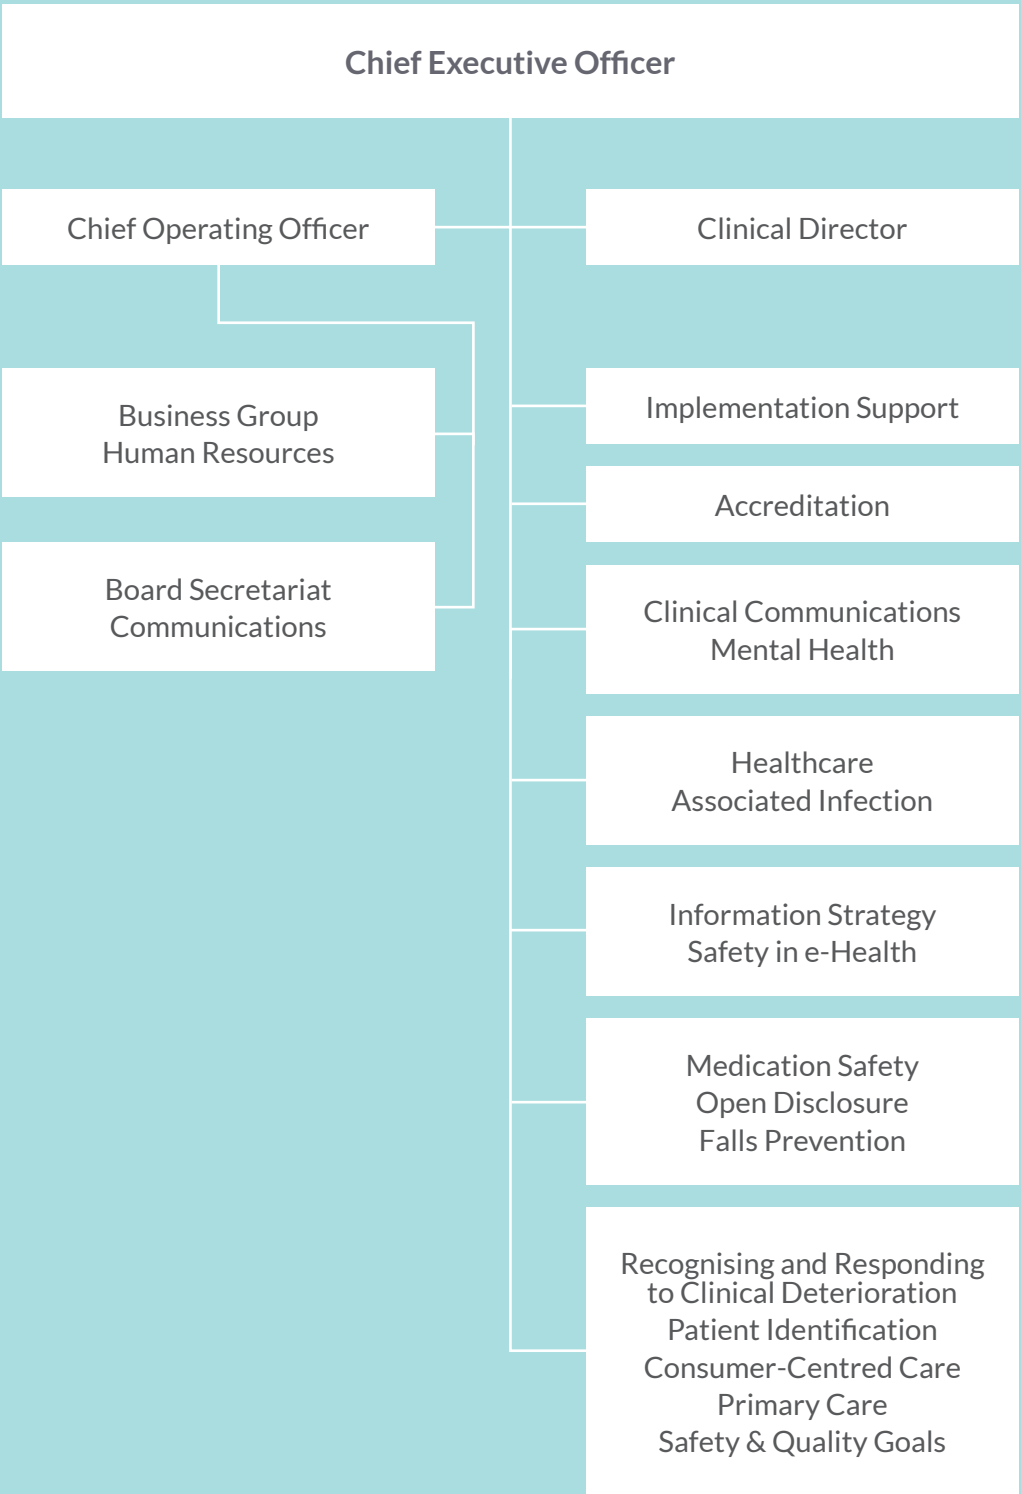 Chief Executive Officer
Chief Operating Officer
Clinical Director
Business Group
Human Resources
Board Secretariat
Communications
Implementation Support
Accreditation
Clinical Communications
Mental Health
Healthcare
Associated Infection
Information Strategy
Safety in e-Health
Medication Safety
Open Disclosure
Falls Prevention
Recognising and Responding
to Clinical Deterioration
Patient Identification
Consumer-Centred Care
Primary Care
Safety & Quality Goals